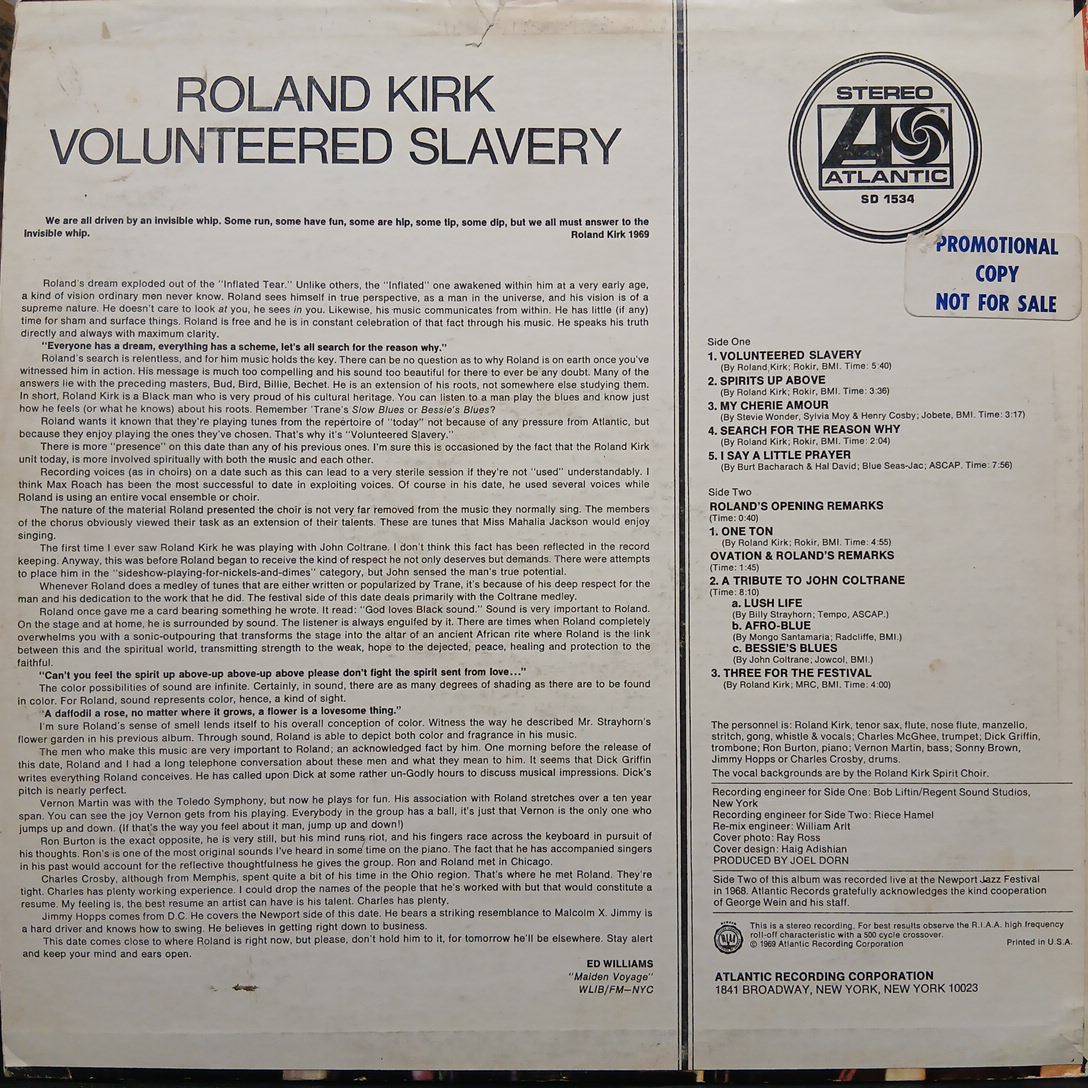 ROLAND KIRK
VOLUNTEERED SLAVERY
We are all driven by an invisible whip. Some run, some have fun, some are hip, some tip, some dip, but we all must answer to the
invisible whip. Roland Kirk 1969
Roland's dream exploded out of the "Inflated Tear." Unlike others, the "Inflated" one awakened within him at a very early age,
a kind of vision ordinary men never know. Roland sees himself in true perspective, as a man in the universe, and his vision is of a
supreme nature. He doesn't care to look at you, he sees in you. Likewise, his music communicates from within. He has little (if any)
time for sham and surface things. Roland is free and he is in constant celebration of that fact through his music. He speaks his truth
directly and always with maximum clarity.
"Everyone has a dream, everything has a scheme, let's all search for the reason why."
Roland's search is relentless, and for him music holds the key. There can be no question as to why Roland is on earth once you've
witnessed him in action. His message is much too compelling and his sound too beautiful for there to ever be any doubt. Many of the
answers lie with the preceding masters, Bud, Bird, Billie, Bechet. He is an extension of his roots, not somewhere else studying them.
In short, Roland Kirk is a Black man who is very proud of his cultural heritage. You can listen to a man play the blues and know just
how he feels (or what he knows) about his roots. Remember 'Trane's Slow Blues or Bessie's Blues?
Roland wants it known that they're playing tunes from the repertoire of "today" not because of any pressure from Atlantic, but
because they enjoy playing the ones they've chosen. That's why it's "Volunteered Slavery."
There is more "presence" on this date than any of his previous ones. I'm sure this is occasioned by the fact that the Roland Kirk
unit today, is more involved spiritually with both the music and each other.
Recording voices (as in choirs) on a date such as this can lead to a very sterile session if they're not "used" understandably. I
think Max Roach has been the most successful to date in exploiting voices. Of course in his date, he used several voices while
Roland is using an entire vocal ensemble or choir.
The nature of the material Roland presented the choir is not very far removed from the music they normally sing. The members
of the chorus obviously viewed their task as an extension of their talents. These are tunes that Miss Mahalia Jackson would enjoy
singing.
The first time I ever saw Roland Kirk he was playing with John Coltrane. I don't think this fact has been reflected in the record
keeping. Anyway, this was before Roland began to receive the kind of respect he not only deserves but demands. There were attempts
to place him in the "sideshow-playing-for-nickels-and-dimes" category, but John sensed the man's true potential.
Whenever Roland does a medley of tunes that are either written or popularized by Trane, it's because of his deep respect for the
man and his dedication to the work that he did. The festival side of this date deals primarily with the Coltrane medley.
Roland once gave me a card bearing something he wrote. It read: "God loves Black sound." Sound is very important to Roland.
On the stage and at home, he is surrounded by sound. The listener is always engulfed by it. There are times when Roland completely
overwhelms you with a sonic-outpouring that transforms the stage into the altar of an ancient African rite where Roland is the link
between this and the spiritual world, transmitting strength to the weak, hope to the dejected, peace, healing and protection to the
faithful.
"Can't you feel the spirit up above-up above-up above please don't fight the spirit sent from love..."
The color possibilities of sound are infinite. Certainly, in sound, there are as many degrees of shading as there are to be found
in color. For Roland, sound represents color, hence, a kind of sight.
"A daffodil a rose, no matter where it grows, a flower is a lovesome thing."
I'm sure Roland's sense of smell lends itself to his overall conception of color. Witness the way he described Mr. Strayhorn's
flower garden in his previous album. Through sound, Roland is able to depict both color and fragrance in his music.
The men who make this music are very important to Roland; an acknowledged fact by him. One morning before the release of
this date, Roland and I had a long telephone conversation about these men and what they mean to him. It seems that Dick Griffin
writes everything Roland conceives. He has called upon Dick at some rather un-Godly hours to discuss musical impressions. Dick's
pitch is nearly perfect.
Vernon Martin was with the Toledo Symphony, but now he plays for fun. His association with Roland stretches over a ten year
span. You can see the joy Vernon gets from his playing. Everybody in the group has a ball, it's just that Vernon is the only one who
jumps up and down. (If that's the way you feel about it man, jump up and down!)
Ron Burton is the exact opposite, he is very still, but his mind runs riot, and his fingers race across the keyboard in pursuit of
his thoughts. Ron's is one of the most original sounds I've heard in some time on the piano. The fact that he has accompanied singers
in his past would account for the reflective thoughtfulness he gives the group. Ron and Roland met in Chicago.
Charles Crosby, although from Memphis, spent quite a bit of his time in the Ohio region. That's where he met Roland. They're
tight. Charles has plenty working experience. I could drop the names of the people that he's worked with but that would constitute a
resume. My feeling is, the best resume an artist can have is his talent. Charles has plenty.
Jimmy Hopps comes from D.C. He covers the Newport side of this date. He bears a striking resemblance to Malcolm X. Jimmy is
a hard driver and knows how to swing. He believes in getting right down to business.
This date comes close to where Roland is right now, but please, don't hold him to it, for tomorrow he'll be elsewhere. Stay alert
and keep your mind and ears open.
ED WILLIAMS
"Maiden Voyage"
WLIB/FM—NYC
STEREO
ATLANTIC
SD 1534
PROMOTIONAL
COPY
NOT FOR SALE
Side One
1. VOLUNTEERED SLAVERY
(By Roland Kirk; Rokir, BMI. Time: 5:40)
2. SPIRITS UP ABOVE
(By Roland Kirk; Rokir, BMI. Time: 3:36)
3. MY CHERIE AMOUR
(By Stevie Wonder, Sylvia Moy & Henry Cosby; Jobete, BMI. Time: 3:17)
4. SEARCH FOR THE REASON WHY
(By Roland Kirk; Rokir, BMI. Time: 2:04)
5. I SAY A LITTLE PRAYER
(By Burt Bacharach & Hal David; Blue Seas-Jac; ASCAP. Time: 7:56)
Side Two
ROLAND'S OPENING REMARKS
(Time: 0:40)
1. ONE TON
(By Roland Kirk; Rokir, BMI. Time: 4:55)
OVATION & ROLAND'S REMARKS
(Time: 1:45)
2. A TRIBUTE TO JOHN COLTRANE
(Time: 8:10)
a. LUSH LIFE
(By Billy Strayhorn; Tempo, ASCAP.)
b. AFRO-BLUE
(By Mongo Santamaria; Radcliffe, BMI.)
c. BESSIE'S BLUES
(By John Coltrane; Jowcol, BMI.)
3. THREE FOR THE FESTIVAL
(By Roland Kirk; MRC, BMI. Time: 4:00)
The personnel is: Roland Kirk, tenor sax, flute, nose flute, manzello,
stritch, gong, whistle & vocals; Charles McGhee, trumpet; Dick Griffin,
trombone; Ron Burton, piano; Vernon Martin, bass; Sonny Brown,
Jimmy Hopps or Charles Crosby, drums.
The vocal backgrounds are by the Roland Kirk Spirit Choir.
Recording engineer for Side One: Bob Liftin/Regent Sound Studios,
New York
Recording engineer for Side Two: Riece Hamel
Re-mix engineer: William Arlt
Cover photo: Ray Ross
Cover design: Haig Adishian
PRODUCED BY JOEL DORN
Side Two of this album was recorded live at the Newport Jazz Festival
in 1968. Atlantic Records gratefully acknowledges the kind cooperation
of George Wein and his staff.
This is a stereo recording. For best results observe the R.I.A.A. high frequency
roll-off characteristic with a 500 cycle crossover.
© 1969 Atlantic Recording Corporation Printed in U.S.A.
ATLANTIC RECORDING CORPORATION
1841 BROADWAY, NEW YORK, NEW YORK 10023